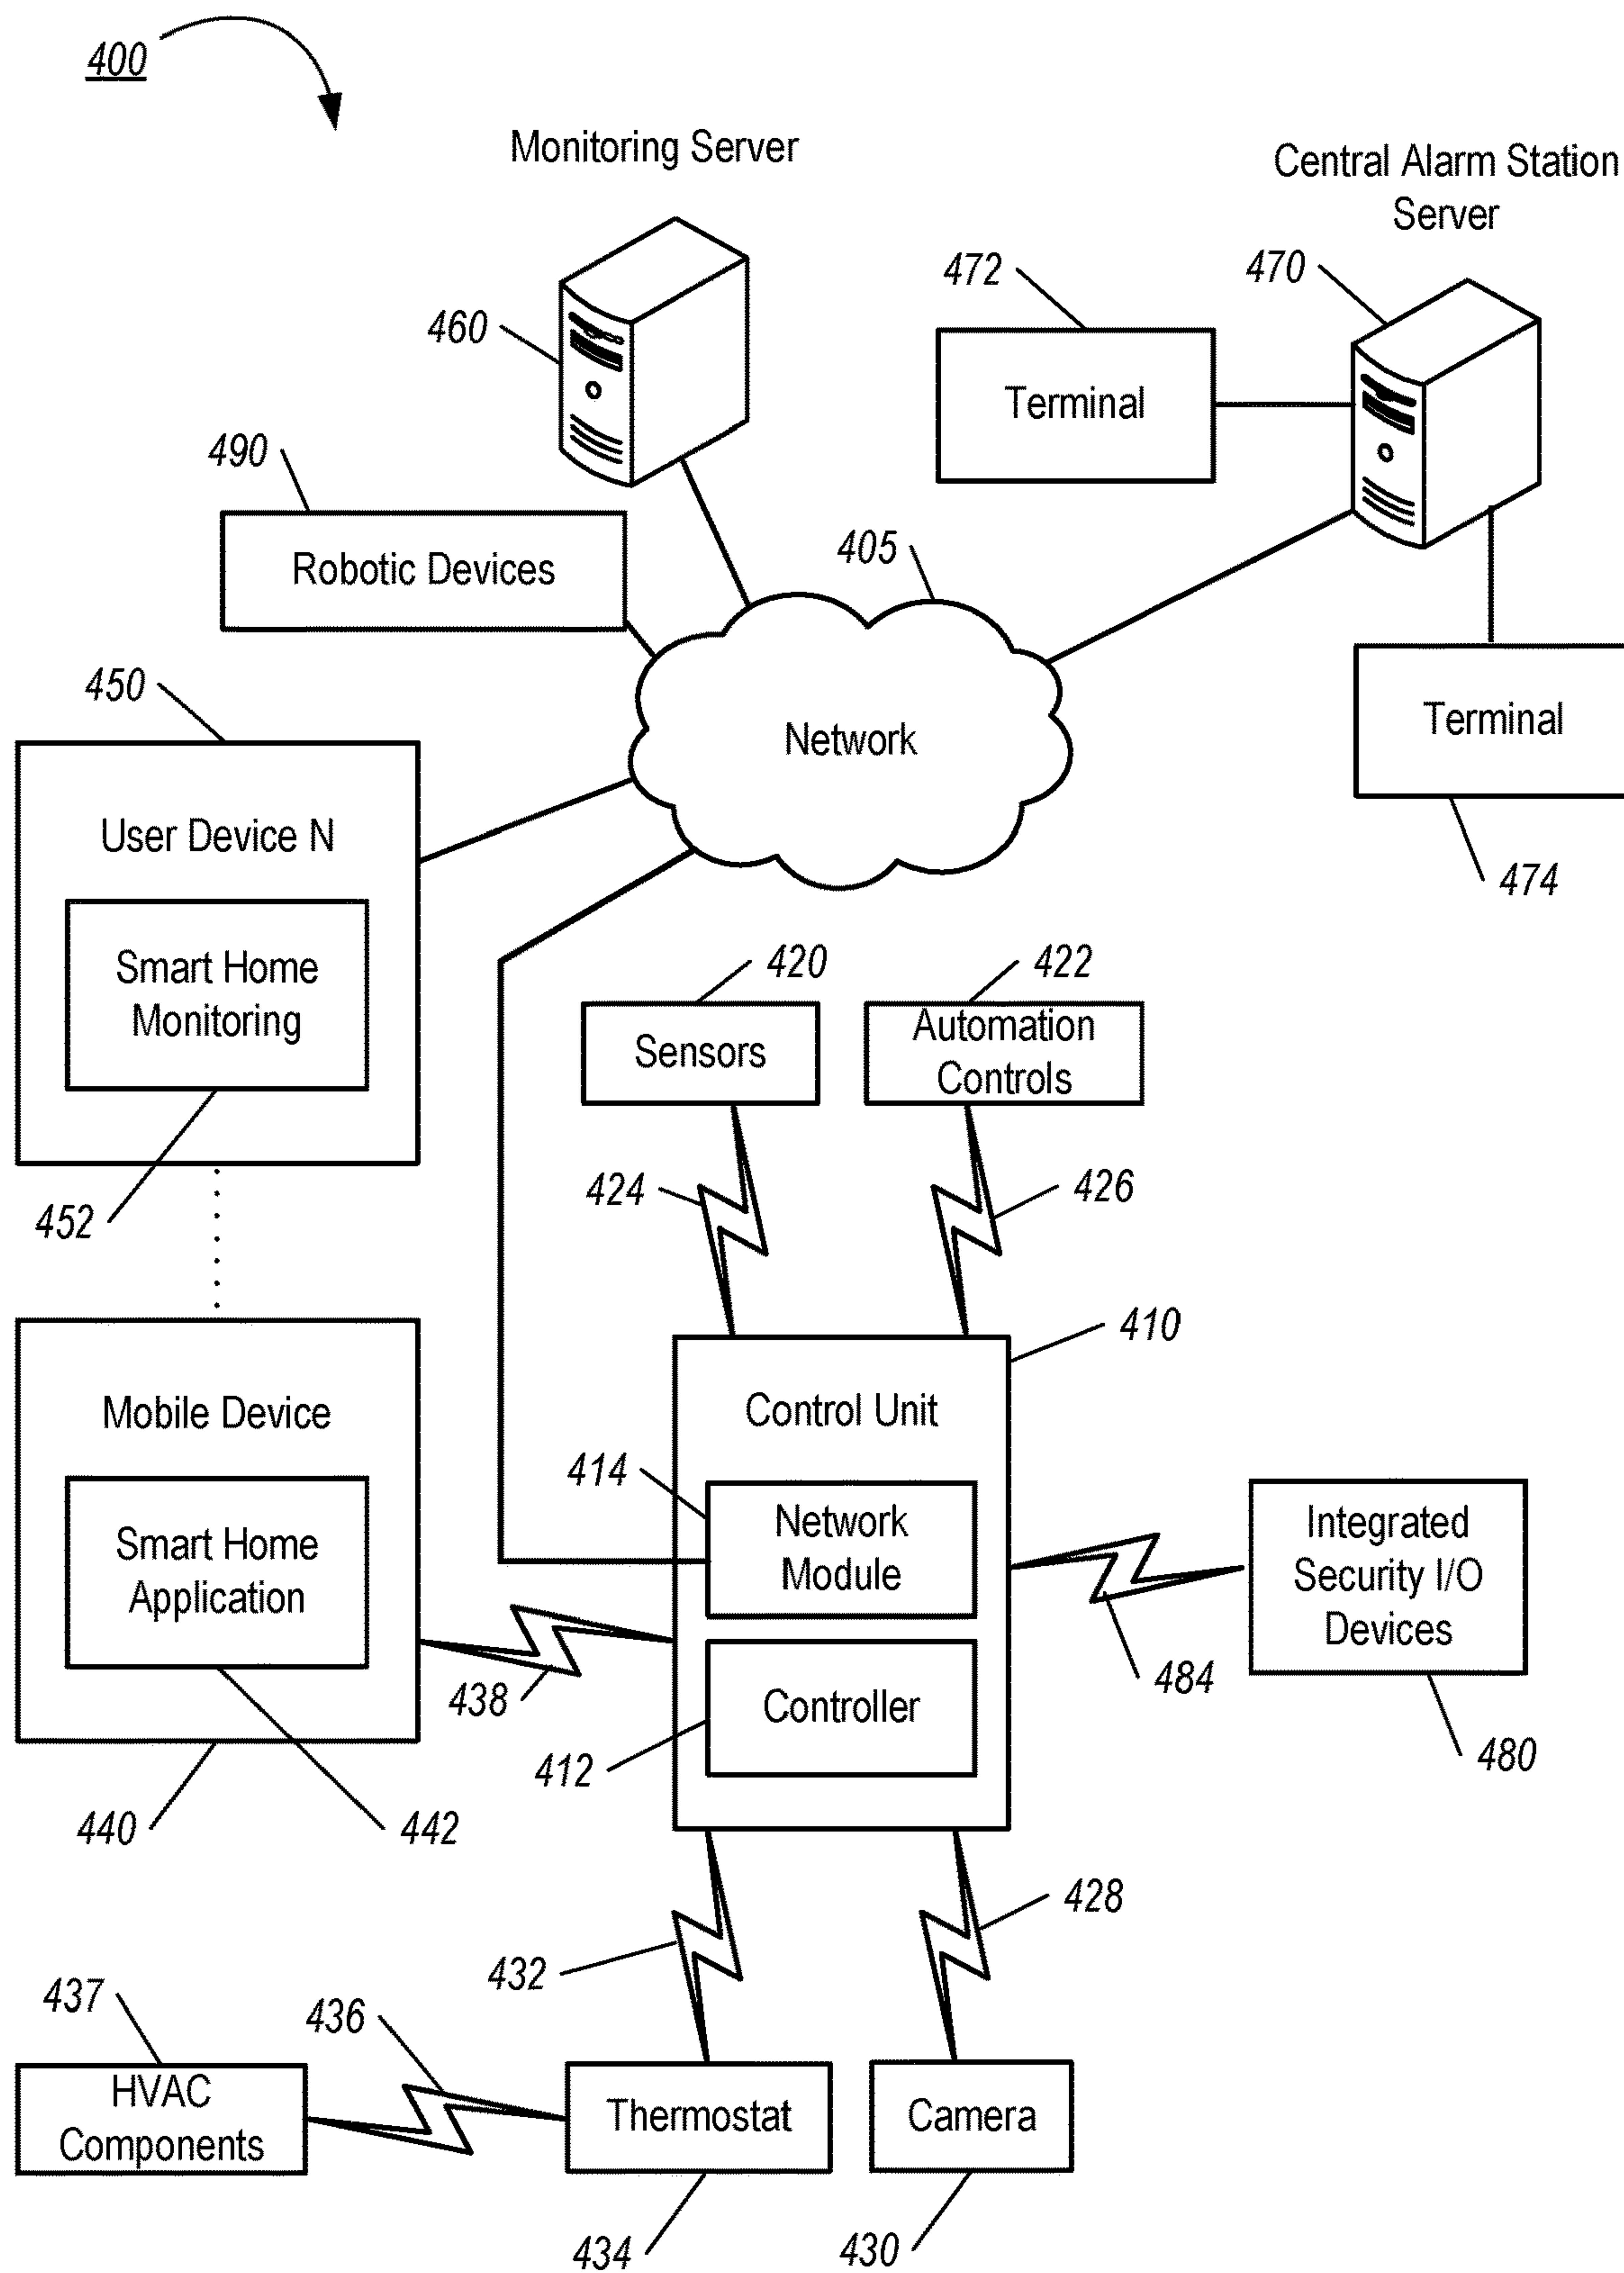 400
Monitoring Server
Central Alarm Station
Server
472
470
460
Terminal
490
405
Robotic Devices
450
Network
Terminal
User Device N
474
Smart Home
Monitoring
420
422
Sensors
Automation
Controls
424
426
452
410
Mobile Device
Control Unit
414
Network
Module
Integrated
Security I/O
Devices
Smart Home
Application
438
484
Controller
412
480
440
442
428
432
437
436
HVAC
Components
Thermostat
Camera
434
430